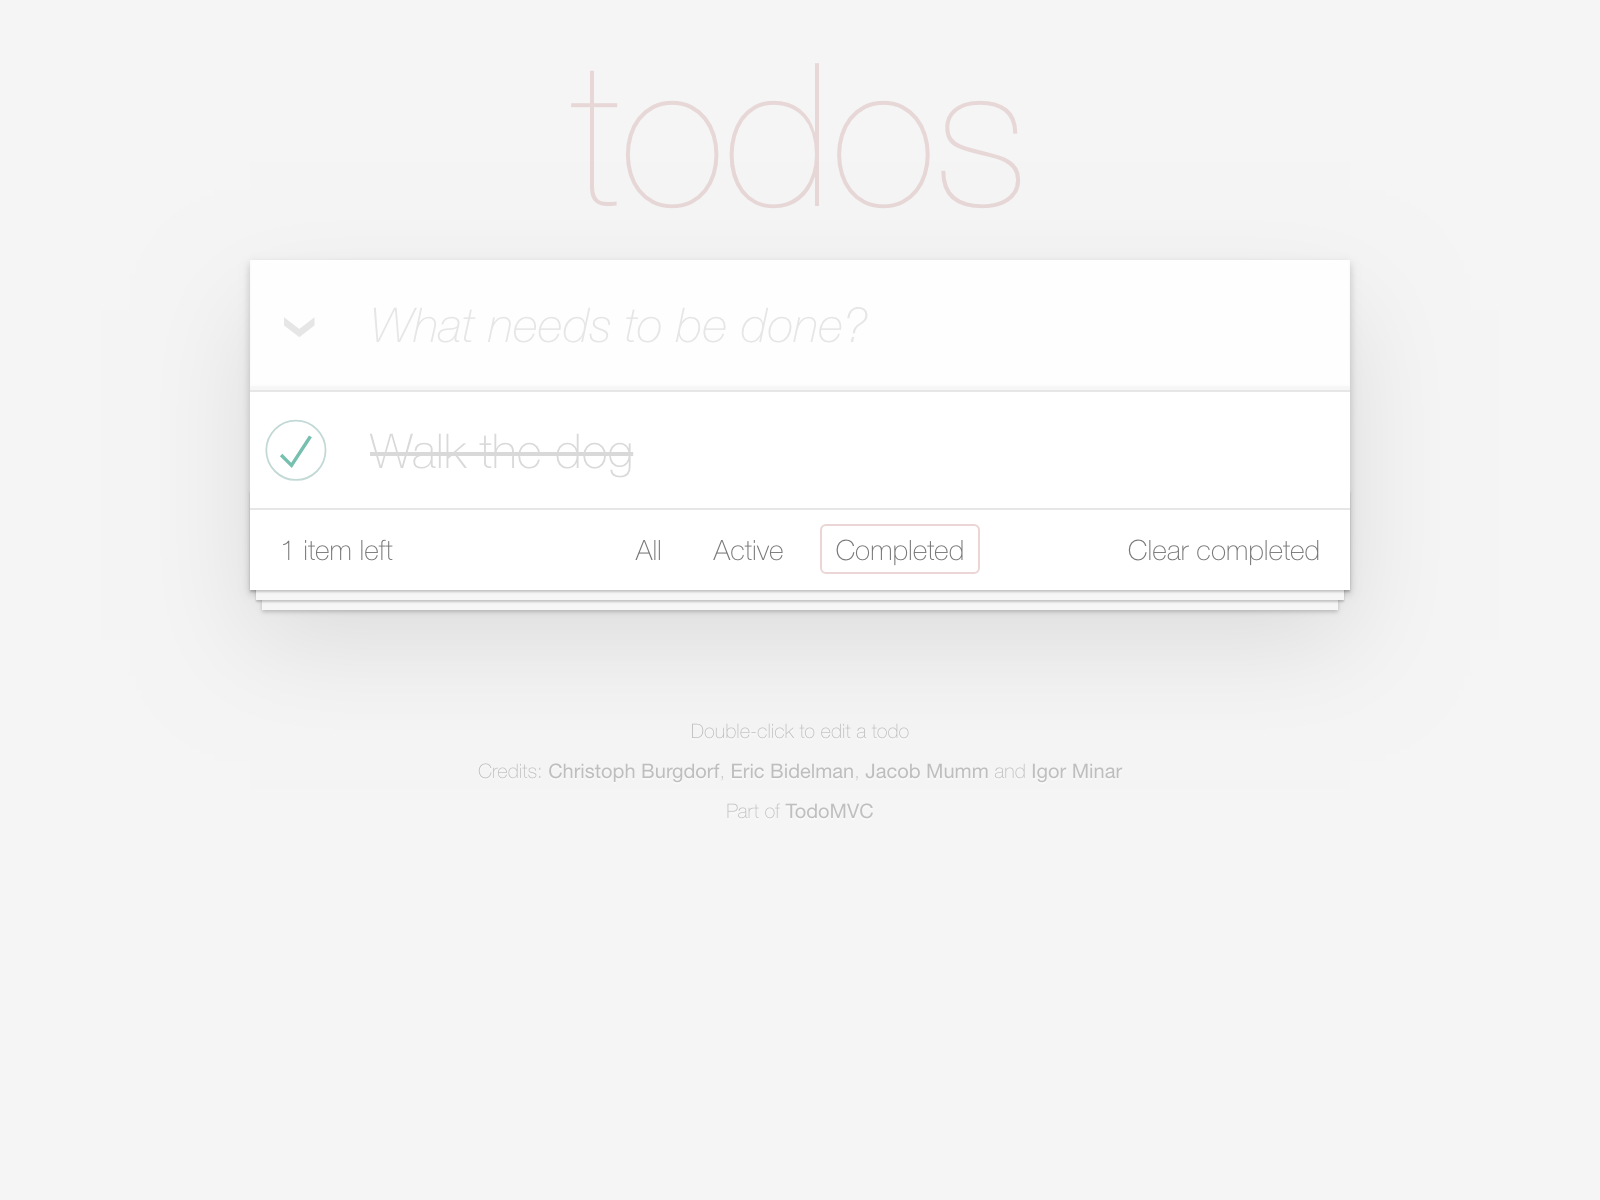 todos
What needs to be done?
Walk the dog
1 item left All Active Completed Clear completed
Double-click to edit a todo
Credits: Christoph Burgdorf, Eric Bidelman, Jacob Mumm and Igor Minar
Part of TodoMVC